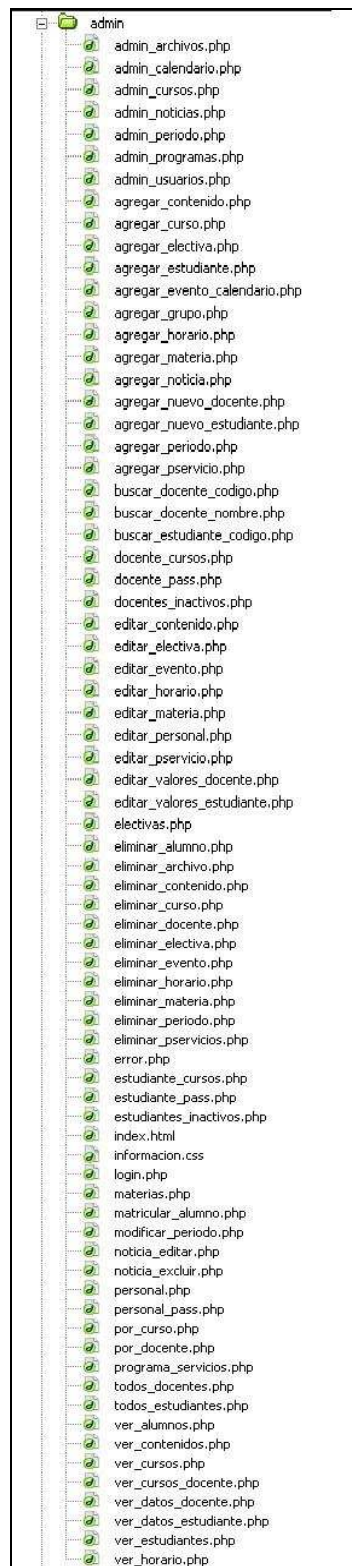 admin
admin_archivos.php
admin_calendario.php
admin_cursos.php
admin_noticias.php
admin_periodo.php
admin_programas.php
admin_usuarios.php
agregar_contenido.php
agregar_curso.php
agregar_electiva.php
agregar_estudiante.php
agregar_evento_calendario.php
agregar_grupo.php
agregar_horario.php
agregar_materia.php
agregar_noticia.php
agregar_nuevo_docente.php
agregar_nuevo_estudiante.php
agregar_periodo.php
agregar_pservicio.php
buscar_docente_codigo.php
buscar_docente_nombre.php
buscar_estudiante_codigo.php
docente_cursos.php
docente_pass.php
docentes_inactivos.php
editar_contenido.php
editar_electiva.php
editar_evento.php
editar_horario.php
editar_materia.php
editar_personal.php
editar_pservicio.php
editar_valores_docente.php
editar_valores_estudiante.php
electivas.php
eliminar_alumno.php
eliminar_archivo.php
eliminar_contenido.php
eliminar_curso.php
eliminar_docente.php
eliminar_electiva.php
eliminar_evento.php
eliminar_horario.php
eliminar_materia.php
eliminar_periodo.php
eliminar_pservicios.php
error.php
estudiante_cursos.php
estudiante_pass.php
estudiantes_inactivos.php
index.html
informacion.css
login.php
materias.php
matricular_alumno.php
modificar_periodo.php
noticia_editar.php
noticia_excluir.php
personal.php
personal_pass.php
por_curso.php
por_docente.php
programa_servicios.php
todos_docentes.php
todos_estudiantes.php
ver_alumnos.php
ver_contenidos.php
ver_cursos.php
ver_cursos_docente.php
ver_datos_docente.php
ver_datos_estudiante.php
ver_estudiantes.php
ver_horario.php